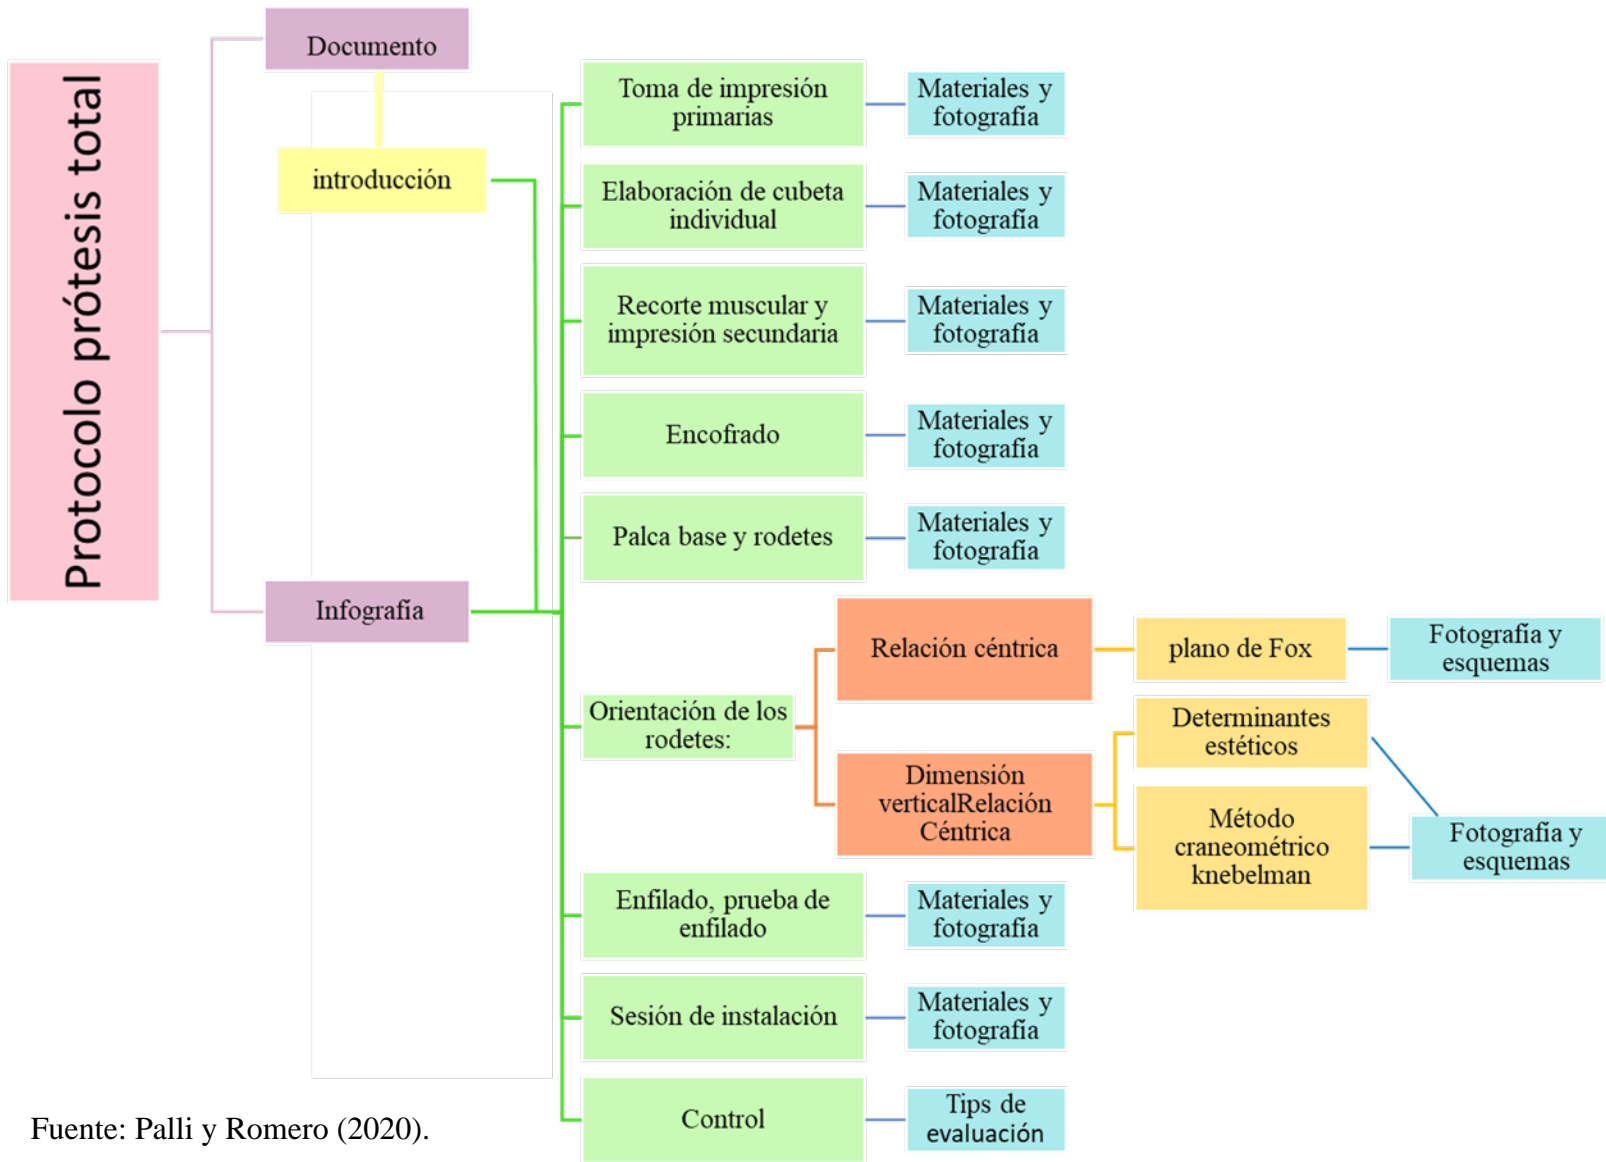 Protocolo prótesis total
Documento
introducción
Infografía
Toma de impresión
primarias
Materiales y
fotografía
Elaboración de cubeta
individual
Materiales y
fotografía
Recorte muscular y
impresión secundaria
Materiales y
fotografía
Encofrado
Materiales y
fotografía
Palca base y rodetes
Materiales y
fotografía
Orientación de los
rodetes:
Relación céntrica
plano de Fox
Fotografía y
esquemas
Dimensión
verticalRelación
Céntrica
Determinantes
estéticos
Método
craneométrico
knebelman
Fotografía y
esquemas
Enfilado, prueba de
enfilado
Materiales y
fotografía
Sesión de instalación
Materiales y
fotografía
Control
Tips de
evaluación
Fuente: Palli y Romero (2020).